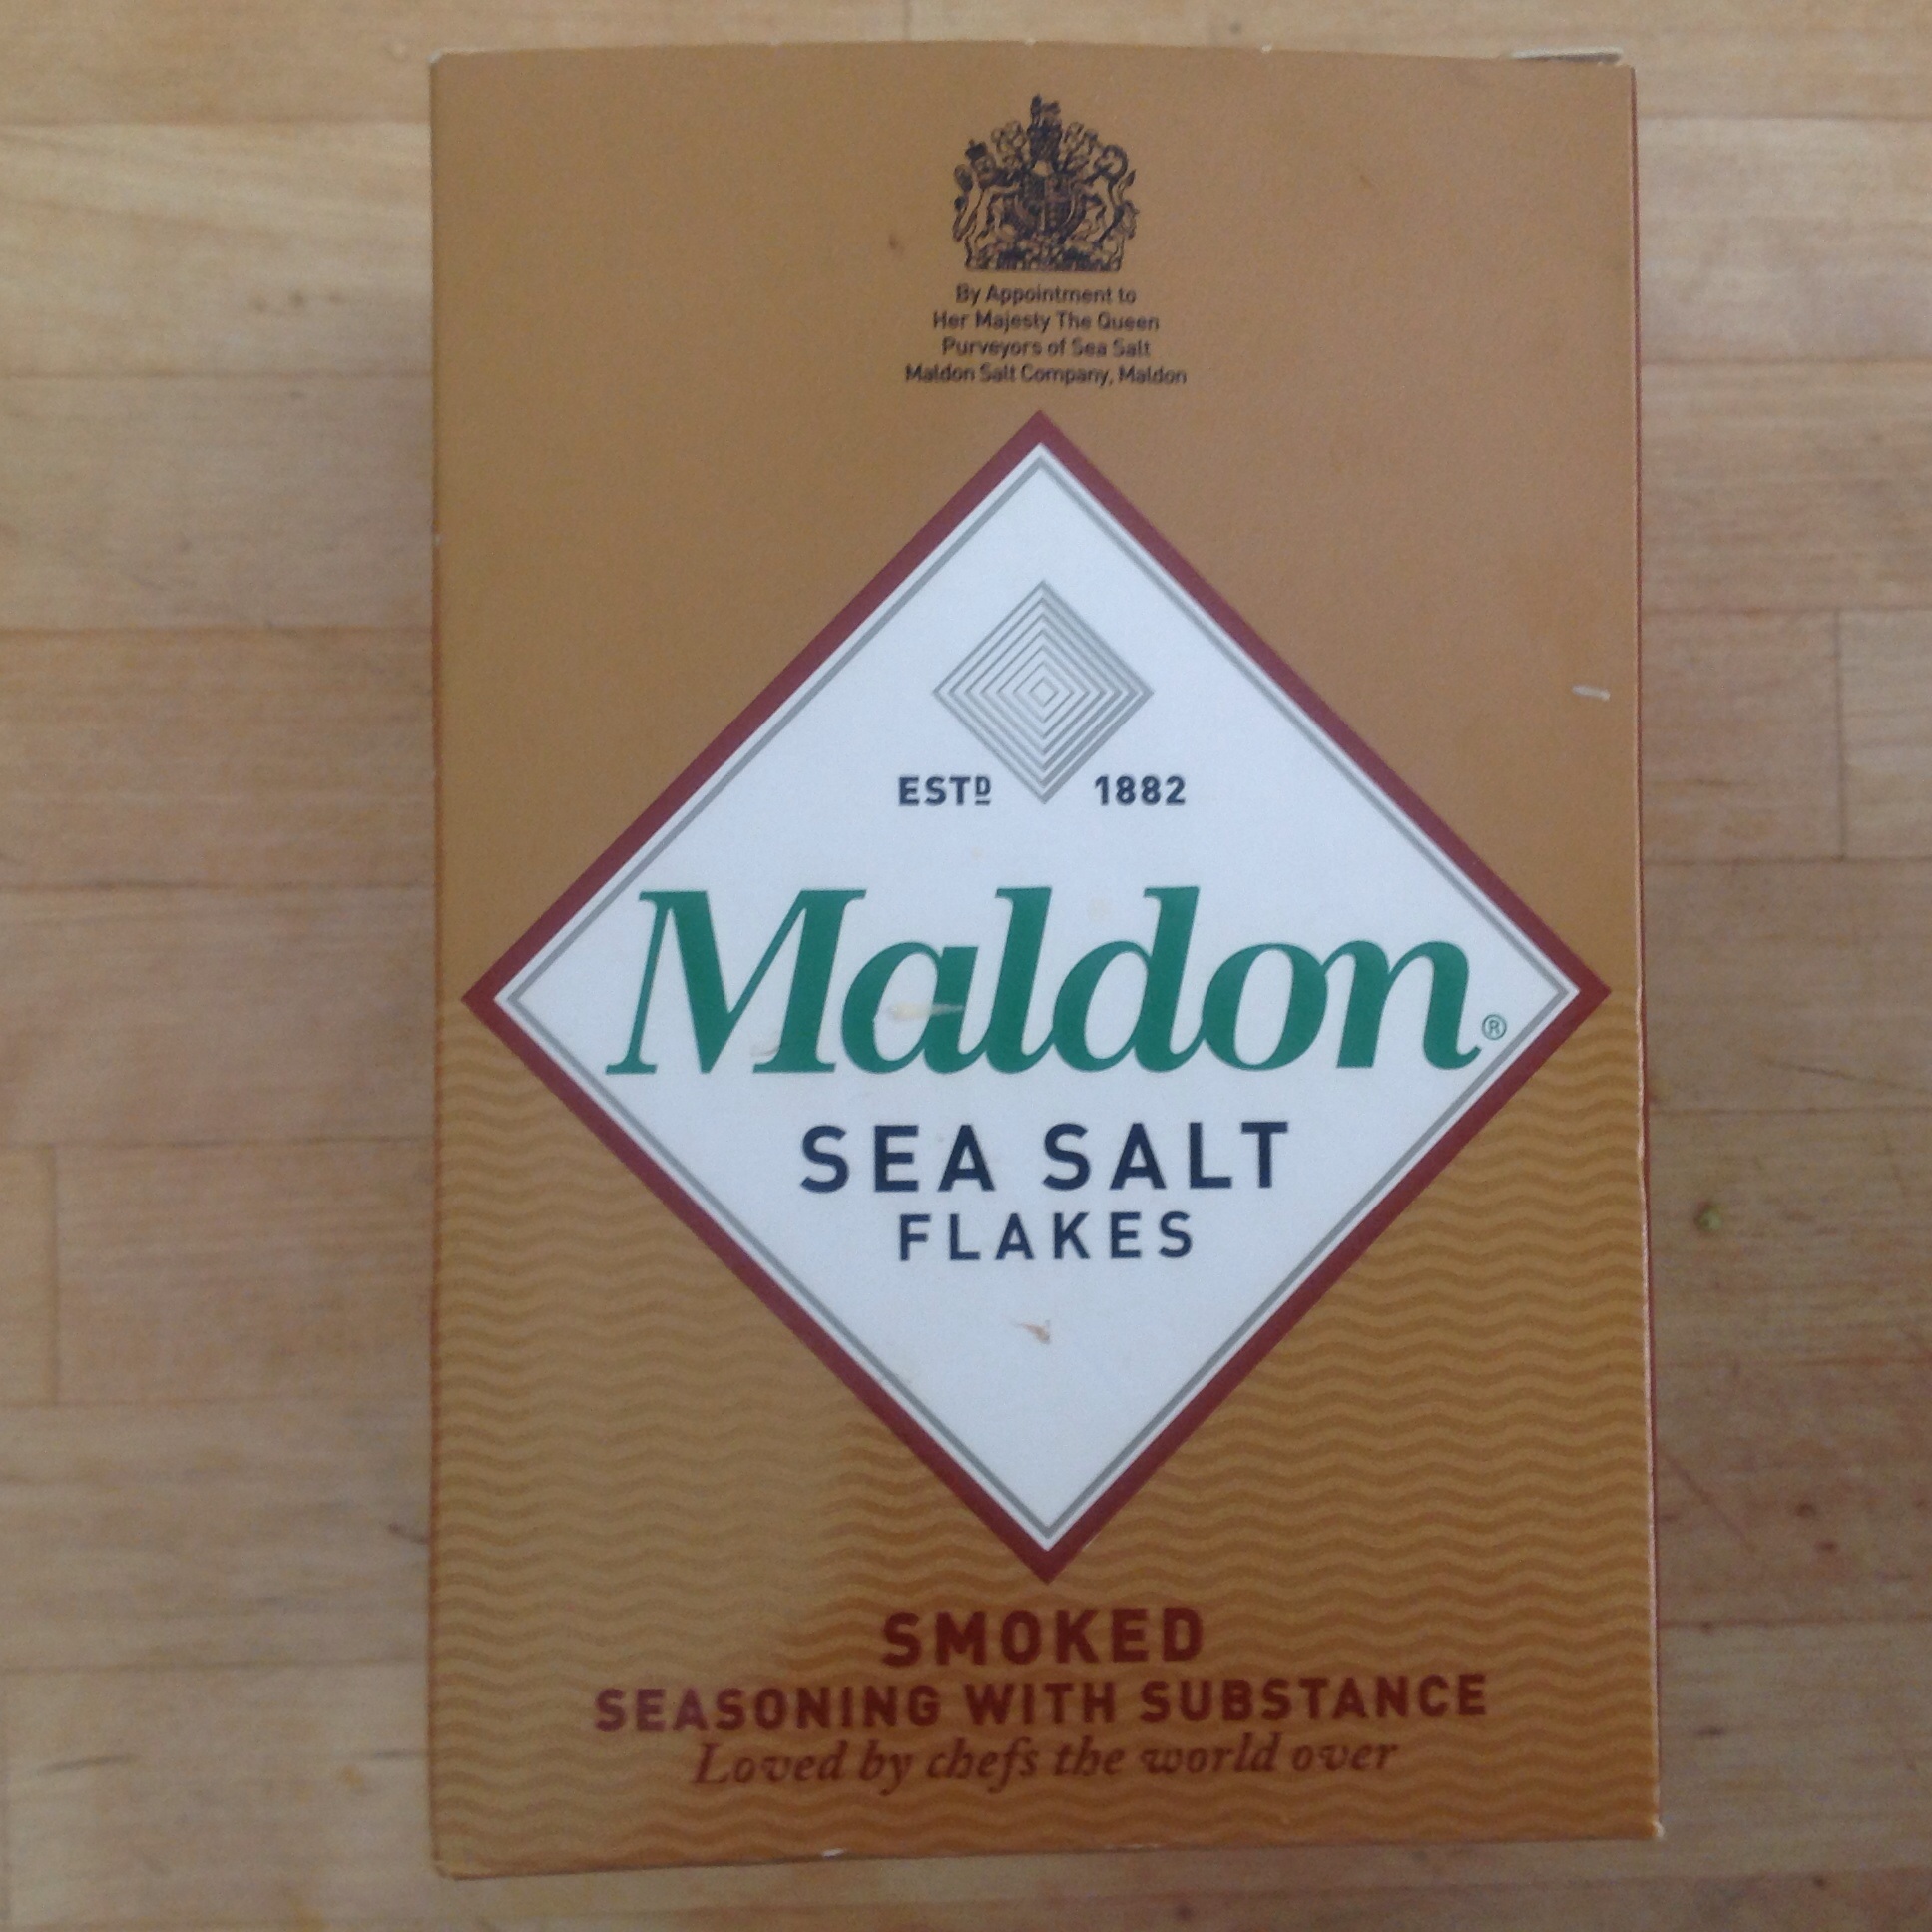 By Appointment to
Her Majesty The Queen
Purveyors of Sea Salt
Maldon Salt Company, Maldon
ESTD 1882
Maldon®
SEA SALT
FLAKES
SMOKED
SEASONING WITH SUBSTANCE
Loved by chefs the world over